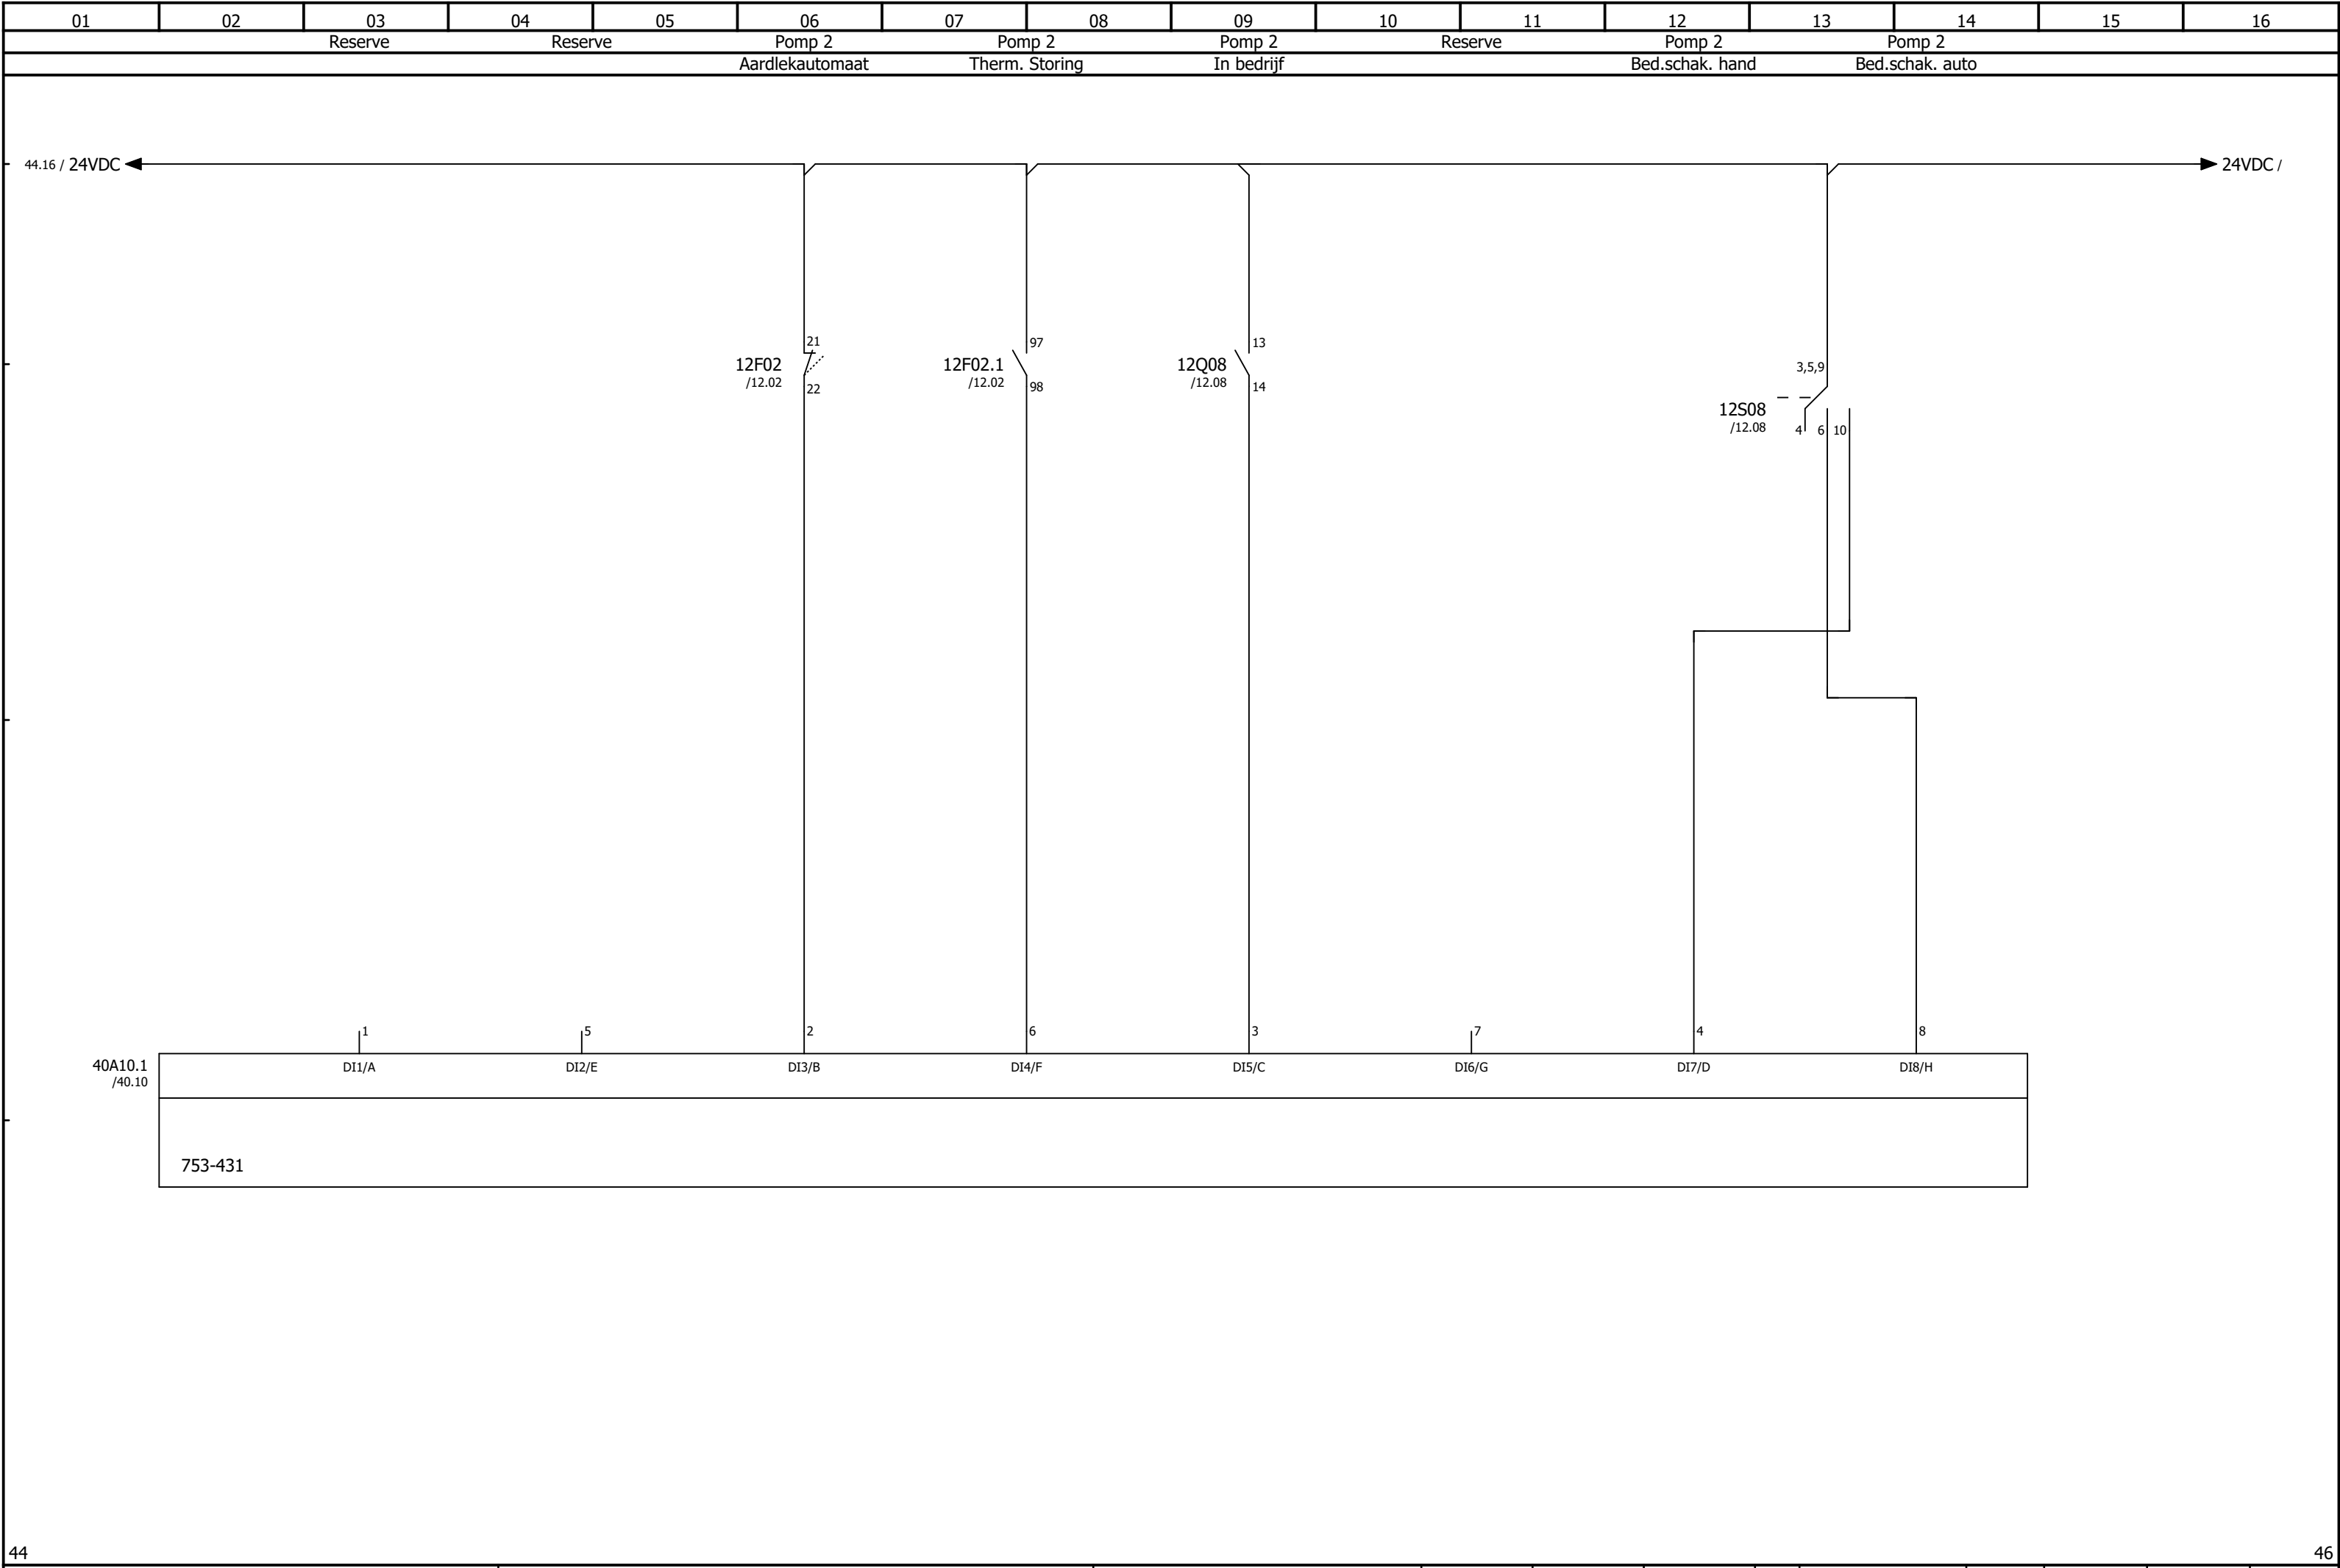 01 02 03 04 05 06 07 08 09 10 11 12 13 14 15 16
Reserve Reserve Pomp 2 Pomp 2 Pomp 2 Reserve Pomp 2 Pomp 2
Aardlekautomaat Therm. Storing In bedrijf Bed.schak. hand Bed.schak. auto
44.16 / 24VDC 24VDC /
21 97 13
12F02 12F02.1 12Q08 3,5,9
/12.02 /12.02 /12.08
22 98 14
12S08
/12.08 4 6 10
1 5 2 6 3 7 4 8
40A10.1 DI1/A DI2/E DI3/B DI4/F DI5/C DI6/G DI7/D DI8/H
/40.10
753-431
44 46